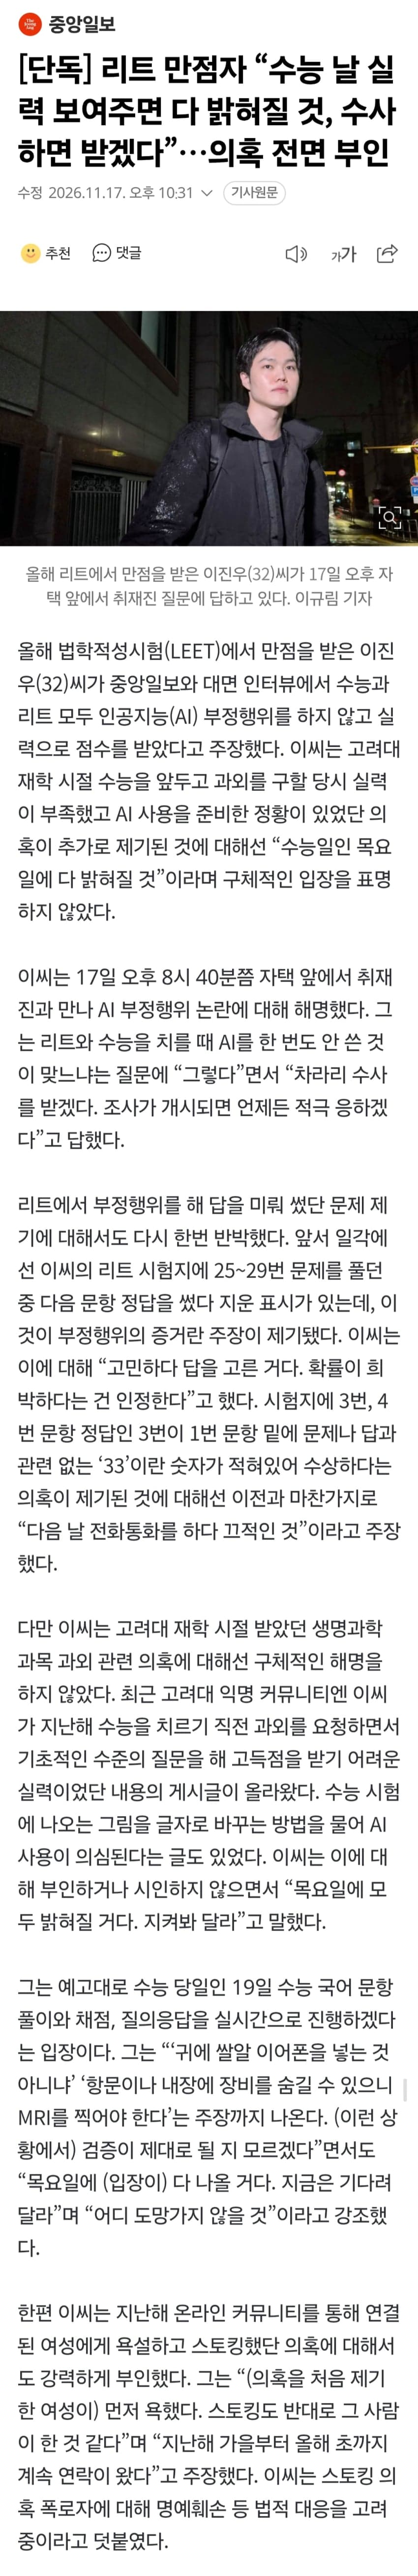 중앙일보
[단독] 리트 만점자 “수능 날 실
력 보여주면 다 밝혀질 것, 수사
하면 받겠다”…의혹 전면 부인
수정 2026.11.17. 오후 10:31 기사원문
추천 댓글 가가
올해 리트에서 만점을 받은 이진우(32)씨가 17일 오후 자
택 앞에서 취재진 질문에 답하고 있다. 이규림 기자
올해 법학적성시험(LEET)에서 만점을 받은 이진
우(32)씨가 중앙일보와 대면 인터뷰에서 수능과
리트 모두 인공지능(AI) 부정행위를 하지 않고 실
력으로 점수를 받았다고 주장했다. 이씨는 고려대
재학 시절 수능을 앞두고 과외를 구할 당시 실력
이 부족했고 AI 사용을 준비한 정황이 있었단 의
혹이 추가로 제기된 것에 대해선 “수능일인 목요
일에 다 밝혀질 것”이라며 구체적인 입장을 표명
하지 않았다.
이씨는 17일 오후 8시 40분쯤 자택 앞에서 취재
진과 만나 AI 부정행위 논란에 대해 해명했다. 그
는 리트와 수능을 치를 때 AI를 한 번도 안 쓴 것
이 맞느냐는 질문에 “그렇다”면서 “차라리 수사
를 받겠다. 조사가 개시되면 언제든 적극 응하겠
다”고 답했다.
리트에서 부정행위를 해 답을 미뤄 썼단 문제 제
기에 대해서도 다시 한번 반박했다. 앞서 일각에
선 이씨의 리트 시험지에 25~29번 문제를 풀던
중 다음 문항 정답을 썼다 지운 표시가 있는데, 이
것이 부정행위의 증거란 주장이 제기됐다. 이씨는
이에 대해 “고민하다 답을 고른 거다. 확률이 희
박하다는 건 인정한다”고 했다. 시험지에 3번, 4
번 문항 정답인 3번이 1번 문항 밑에 문제나 답과
관련 없는 ‘33’이란 숫자가 적혀있어 수상하다는
의혹이 제기된 것에 대해선 이전과 마찬가지로
“다음 날 전화통화를 하다 끄적인 것”이라고 주장
했다.
다만 이씨는 고려대 재학 시절 받았던 생명과학
과목 과외 관련 의혹에 대해선 구체적인 해명을
하지 않았다. 최근 고려대 익명 커뮤니티엔 이씨
가 지난해 수능을 치르기 직전 과외를 요청하면서
기초적인 수준의 질문을 해 고득점을 받기 어려운
실력이었단 내용의 게시글이 올라왔다. 수능 시험
에 나오는 그림을 글자로 바꾸는 방법을 물어 AI
사용이 의심된다는 글도 있었다. 이씨는 이에 대
해 부인하거나 시인하지 않으면서 “목요일에 모
두 밝혀질 거다. 지켜봐 달라”고 말했다.
그는 예고대로 수능 당일인 19일 수능 국어 문항
풀이와 채점, 질의응답을 실시간으로 진행하겠다
는 입장이다. 그는 “‘귀에 쌀알 이어폰을 넣는 것
아니냐’ ‘항문이나 내장에 장비를 숨길 수 있으니
MRI를 찍어야 한다’는 주장까지 나온다. (이런 상
황에서) 검증이 제대로 될 지 모르겠다”면서도
“목요일에 (입장이) 다 나올 거다. 지금은 기다려
달라”며 “어디 도망가지 않을 것”이라고 강조했
다.
한편 이씨는 지난해 온라인 커뮤니티를 통해 연결
된 여성에게 욕설하고 스토킹했단 의혹에 대해서
도 강력하게 부인했다. 그는 “(의혹을 처음 제기
한 여성이) 먼저 욕했다. 스토킹도 반대로 그 사람
이 한 것 같다”며 “지난해 가을부터 올해 초까지
계속 연락이 왔다”고 주장했다. 이씨는 스토킹 의
혹 폭로자에 대해 명예훼손 등 법적 대응을 고려
중이라고 덧붙였다.